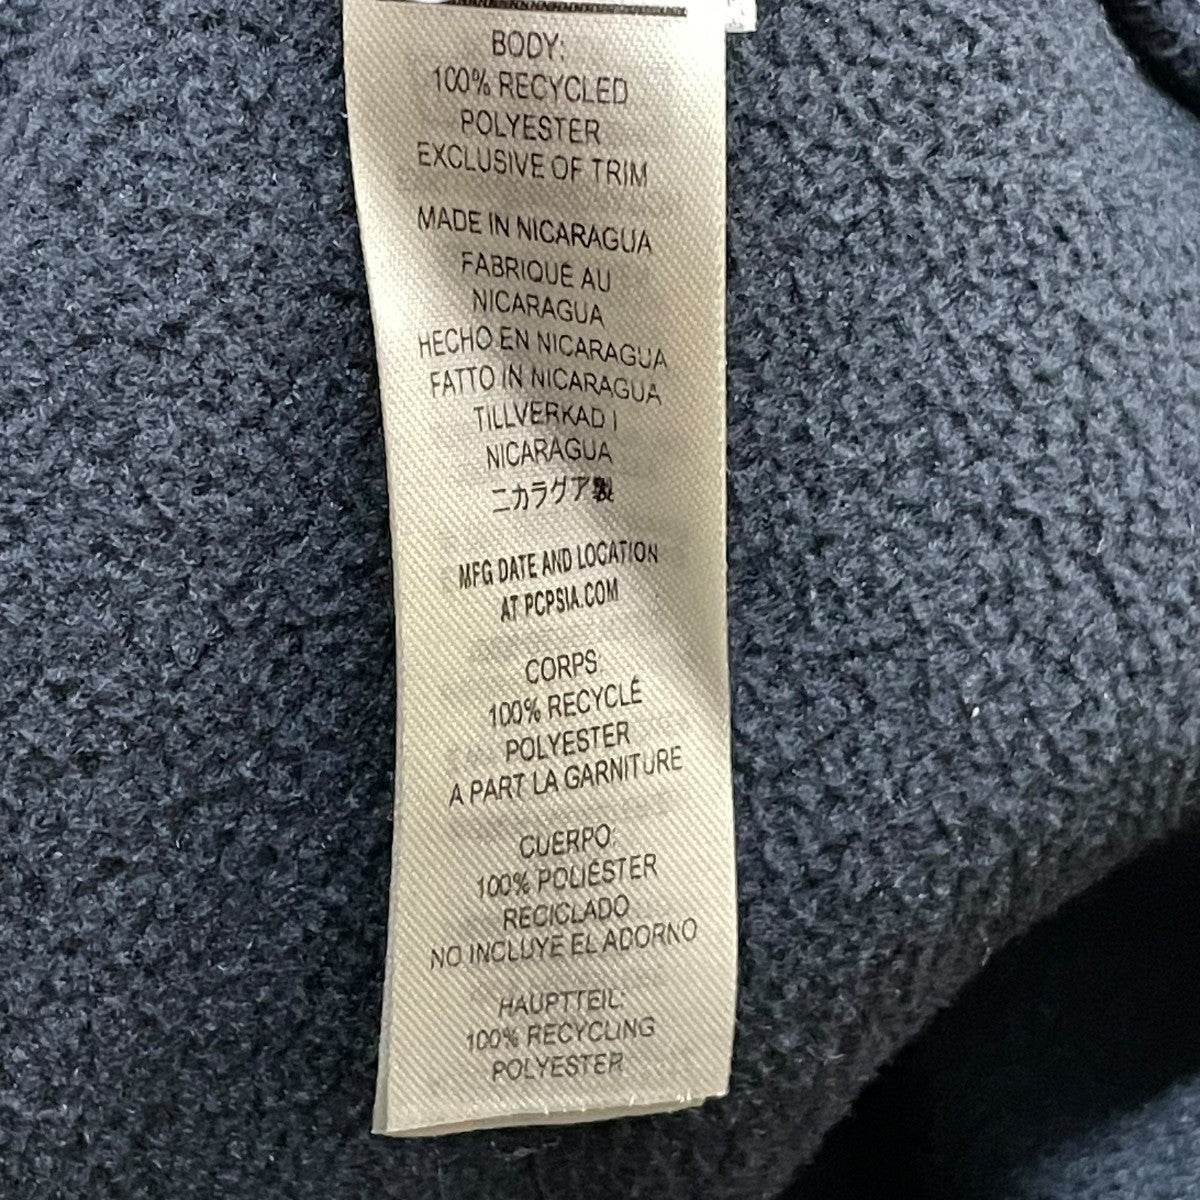 BODY:
100% RECYCLED
POLYESTER
EXCLUSIVE OF TRIM
MADE IN NICARAGUA
FABRIQUÉ AU
NICARAGUA
HECHO EN NICARAGUA
FATTO IN NICARAGUA
TILLVERKAD I
NICARAGUA
ニカラグア製
MFG DATE AND LOCATION
AT PCPSIA.COM
CORPS:
100% RECYCLÉ
POLYESTER
A PART LA GARNITURE
CUERPO:
100% POLIÉSTER
RECICLADO
NO INCLUYE EL ADORNO
HAUPTTEIL:
100% RECYCLING
POLYESTER